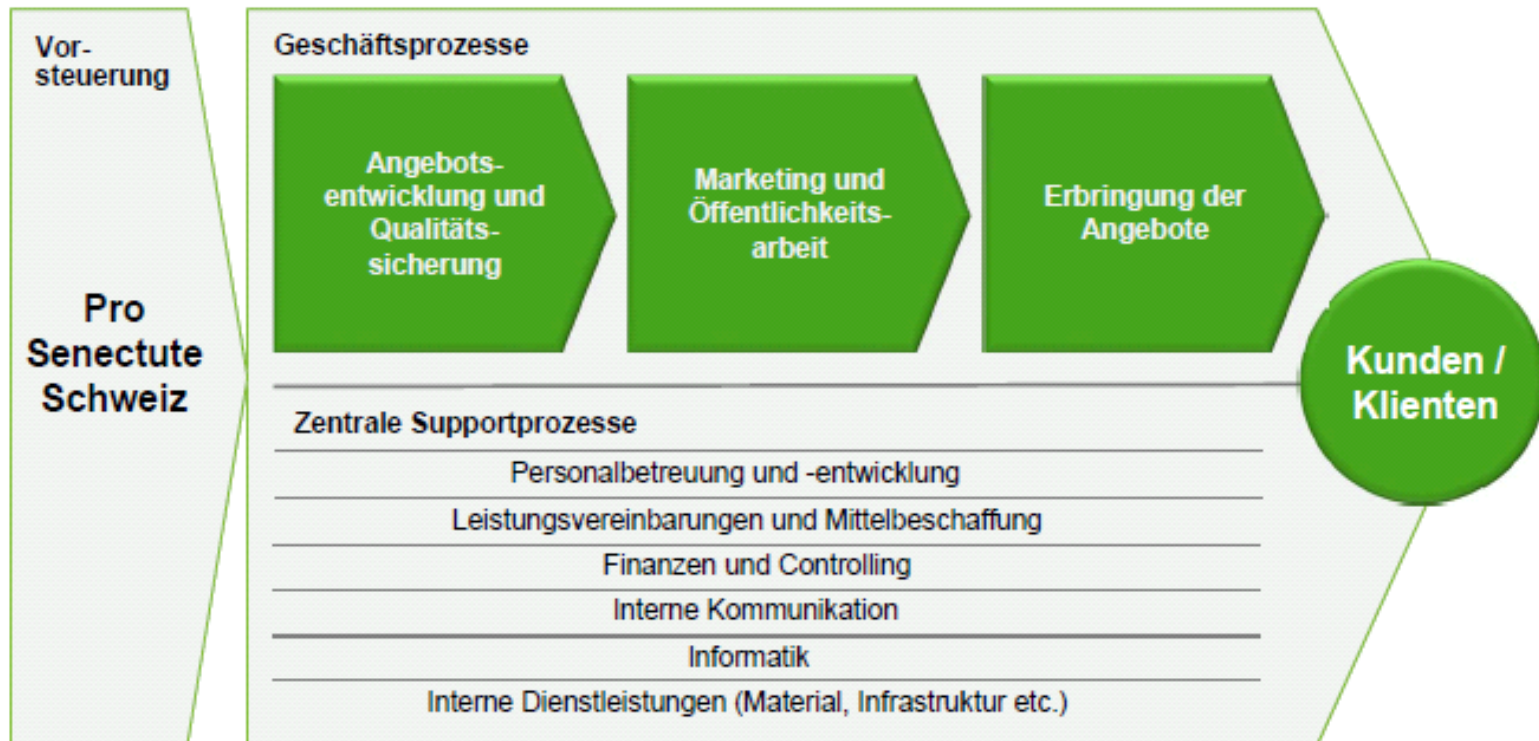 Vor-
steuerung
Pro
Senectute
Schweiz
Geschäftsprozesse
Angebots-
entwicklung und
Qualitäts-
sicherung
Marketing und
Öffentlichkeits-
arbeit
Erbringung der
Angebote
Kunden /
Klienten
Zentrale Supportprozesse
Personalbetreuung und -entwicklung
Leistungsvereinbarungen und Mittelbeschaffung
Finanzen und Controlling
Interne Kommunikation
Informatik
Interne Dienstleistungen (Material, Infrastruktur etc.)